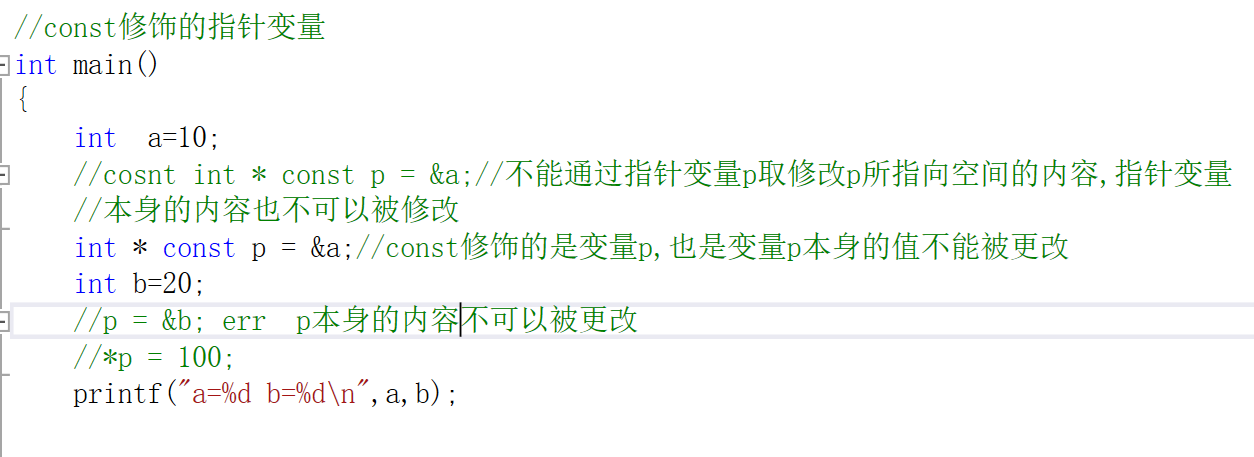 //const修饰的指针变量
int main()
{
int  a=10;
//cosnt int * const p = &a;//不能通过指针变量p取修改p所指向空间的内容,指针变量
//本身的内容也不可以被修改
int * const p = &a;//const修饰的是变量p,也是变量p本身的值不能被更改
int b=20;
//p = &b; err  p本身的内容不可以被更改
//*p = 100;
printf("a=%d b=%d\n",a,b);